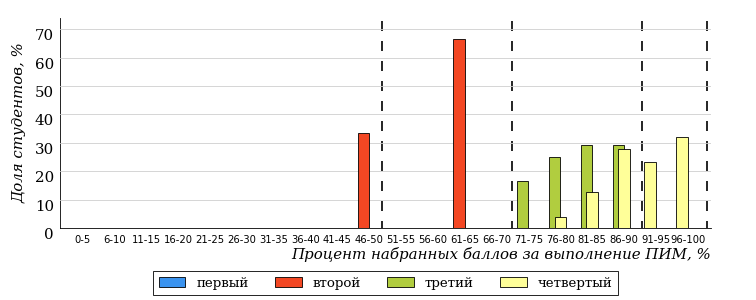 Доля студентов, %
70
60
50
40
30
20
10
0
0-5 6-10 11-15 16-20 21-25 26-30 31-35 36-40 41-45 46-50 51-55 56-60 61-65 66-70 71-75 76-80 81-85 86-90 91-95 96-100
Процент набранных баллов за выполнение ПИМ, %
первый второй третий четвертый